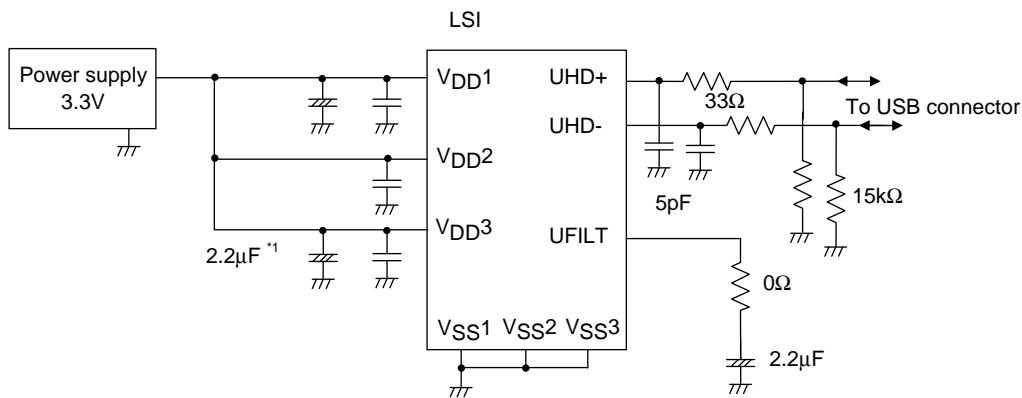 LSI
Power supply
3.3V
VDD1
VDD2
VDD3
2.2μF *1
VSS1 VSS2 VSS3
UHD+
33Ω
UHD-
5pF
To USB connector
15kΩ
UFILT
0Ω
2.2μF